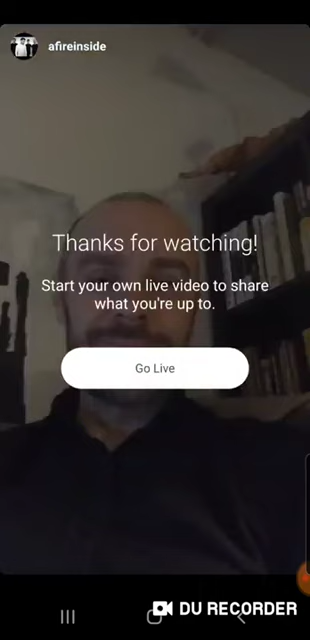 afireinside
Thanks for watching!
Start your own live video to share
what you're up to.
Go Live
DU RECORDER